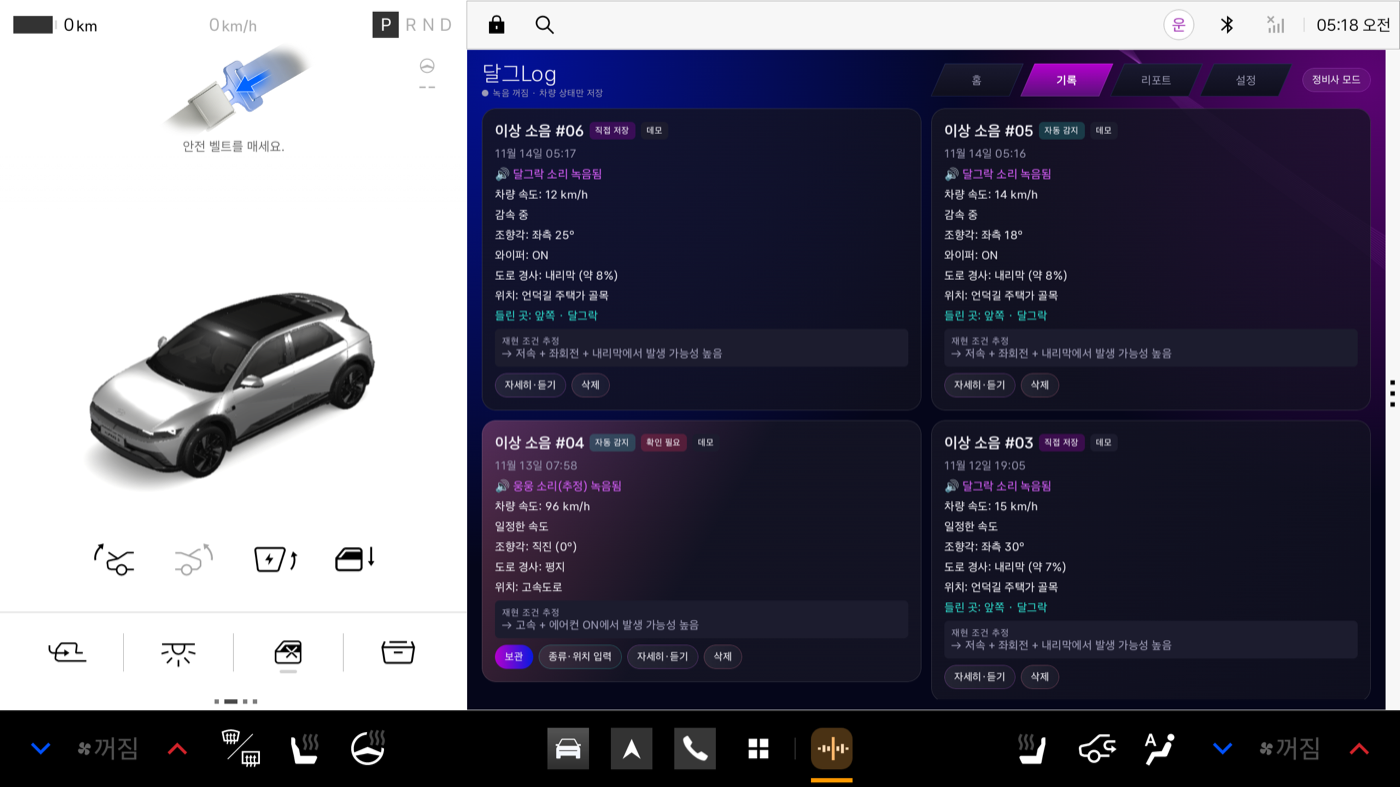 0 km
0 km/h
P R N D
안전 벨트를 매세요.
--
운
05:18 오전
달그Log
녹음 꺼짐 · 차량 상태만 저장
홈
기록
리포트
설정
정비사 모드
이상 소음 #06 직접 저장 데모
11월 14일 05:17
달그락 소리 녹음됨
차량 속도: 12 km/h
감속 중
조향각: 좌측 25°
와이퍼: ON
도로 경사: 내리막 (약 8%)
위치: 언덕길 주택가 골목
들린 곳: 앞쪽 · 달그락
재현 조건 추정
→ 저속 + 좌회전 + 내리막에서 발생 가능성 높음
자세히·듣기 삭제
이상 소음 #05 자동 감지 데모
11월 14일 05:16
달그락 소리 녹음됨
차량 속도: 14 km/h
감속 중
조향각: 좌측 18°
와이퍼: ON
도로 경사: 내리막 (약 8%)
위치: 언덕길 주택가 골목
들린 곳: 앞쪽 · 달그락
재현 조건 추정
→ 저속 + 좌회전 + 내리막에서 발생 가능성 높음
자세히·듣기 삭제
이상 소음 #04 자동 감지 확인 필요 데모
11월 13일 07:58
웅웅 소리(추정) 녹음됨
차량 속도: 96 km/h
일정한 속도
조향각: 직진 (0°)
도로 경사: 평지
위치: 고속도로
재현 조건 추정
→ 고속 + 에어컨 ON에서 발생 가능성 높음
보관 종류·위치 입력 자세히·듣기 삭제
이상 소음 #03 직접 저장 데모
11월 12일 19:05
달그락 소리 녹음됨
차량 속도: 15 km/h
일정한 속도
조향각: 좌측 30°
도로 경사: 내리막 (약 7%)
위치: 언덕길 주택가 골목
들린 곳: 앞쪽 · 달그락
재현 조건 추정
→ 저속 + 좌회전 + 내리막에서 발생 가능성 높음
자세히·듣기 삭제
꺼짐
A
꺼짐